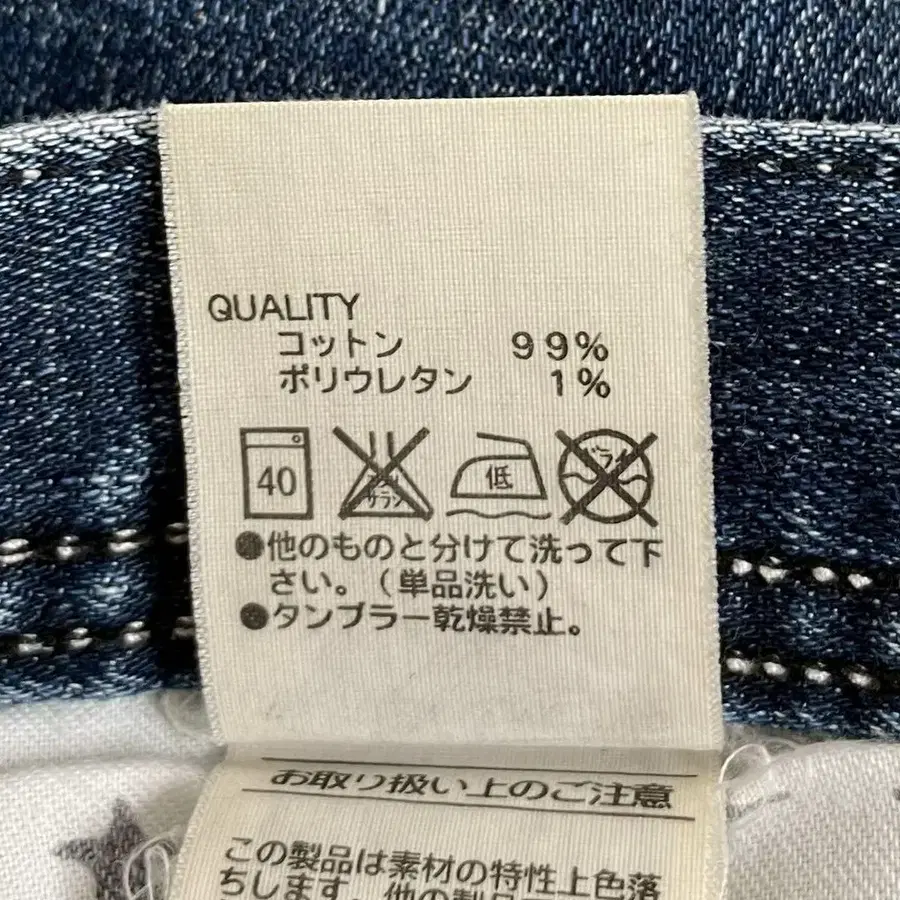 QUALITY
コットン 99%
ポリウレタン 1%
40 低 ドライ
●他のものと分けて洗って下
さい。（単品洗い）
●タンブラー乾燥禁止。
お取り扱い上のご注意
この製品は素材の特性上色落
ちします。他の製品